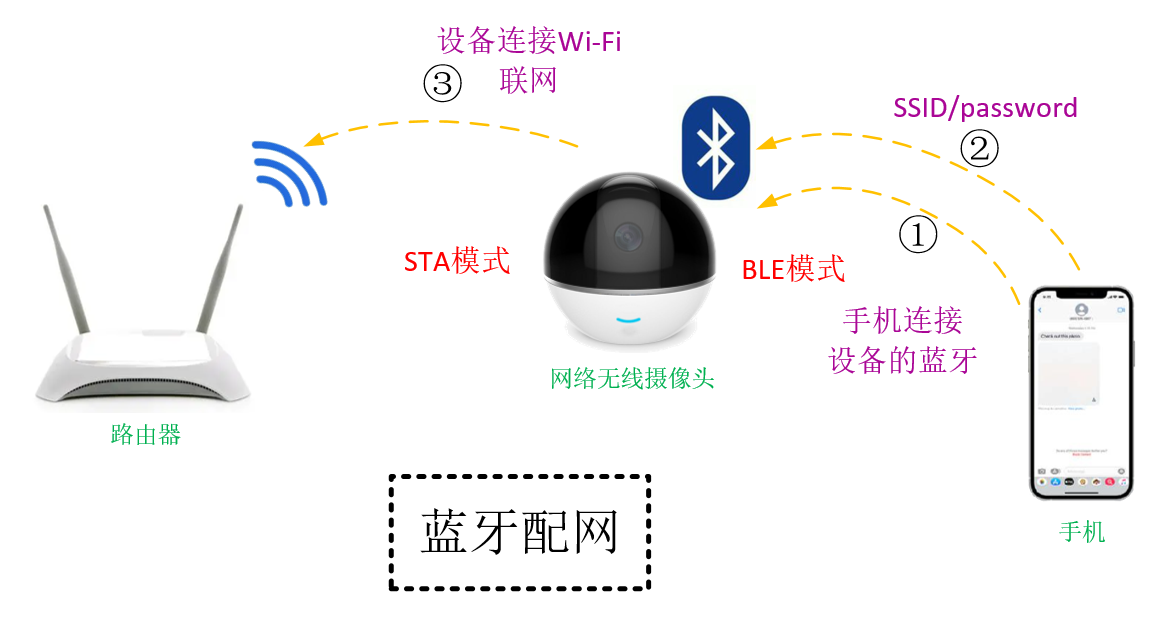 设备连接Wi-Fi
联网
③
SSID/password
②
①
STA模式
BLE模式
手机连接
设备的蓝牙
网络无线摄像头
路由器
手机
蓝牙配网